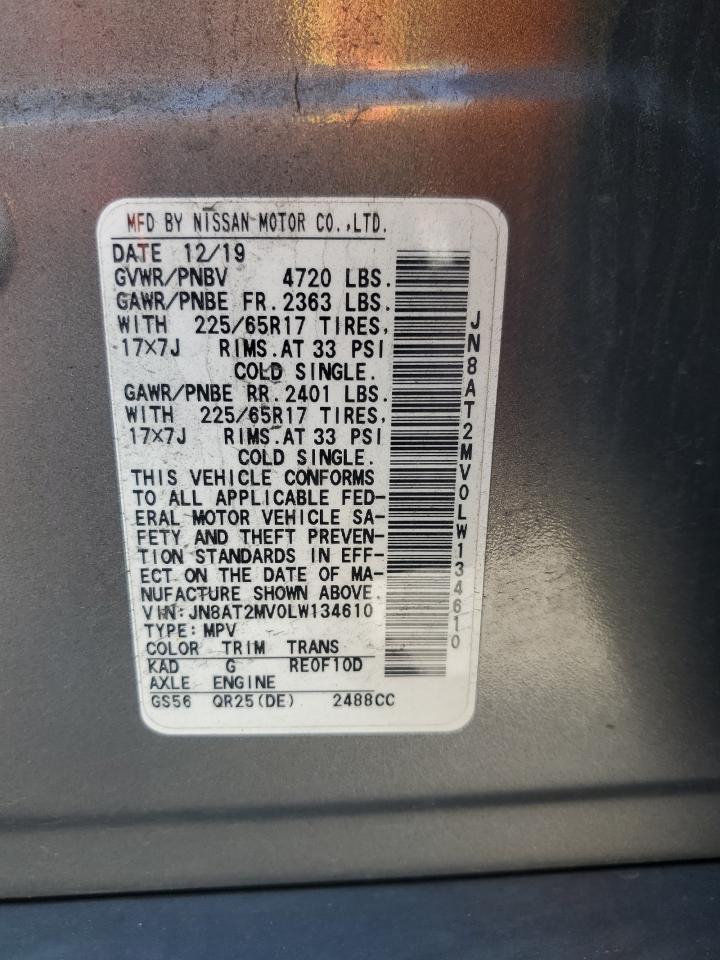 MFD BY NISSAN MOTOR CO.,LTD.
DATE 12/19
GVWR/PNBV 4720 LBS.
GAWR/PNBE FR.2363 LBS.
WITH 225/65R17 TIRES,
17X7J RIMS.AT 33 PSI
COLD SINGLE.
GAWR/PNBE RR.2401 LBS.
WITH 225/65R17 TIRES,
17X7J RIMS.AT 33 PSI
COLD SINGLE.
THIS VEHICLE CONFORMS
TO ALL APPLICABLE FED-
ERAL MOTOR VEHICLE SA-
FETY AND THEFT PREVEN-
TION STANDARDS IN EFF-
ECT ON THE DATE OF MA-
NUFACTURE SHOWN ABOVE.
VIN:JN8AT2MV0LW134610
TYPE:MPV
COLOR TRIM TRANS
KAD G RE0F10D
AXLE ENGINE
GS56 QR25(DE) 2488CC
JN8AT2MV0LW134610